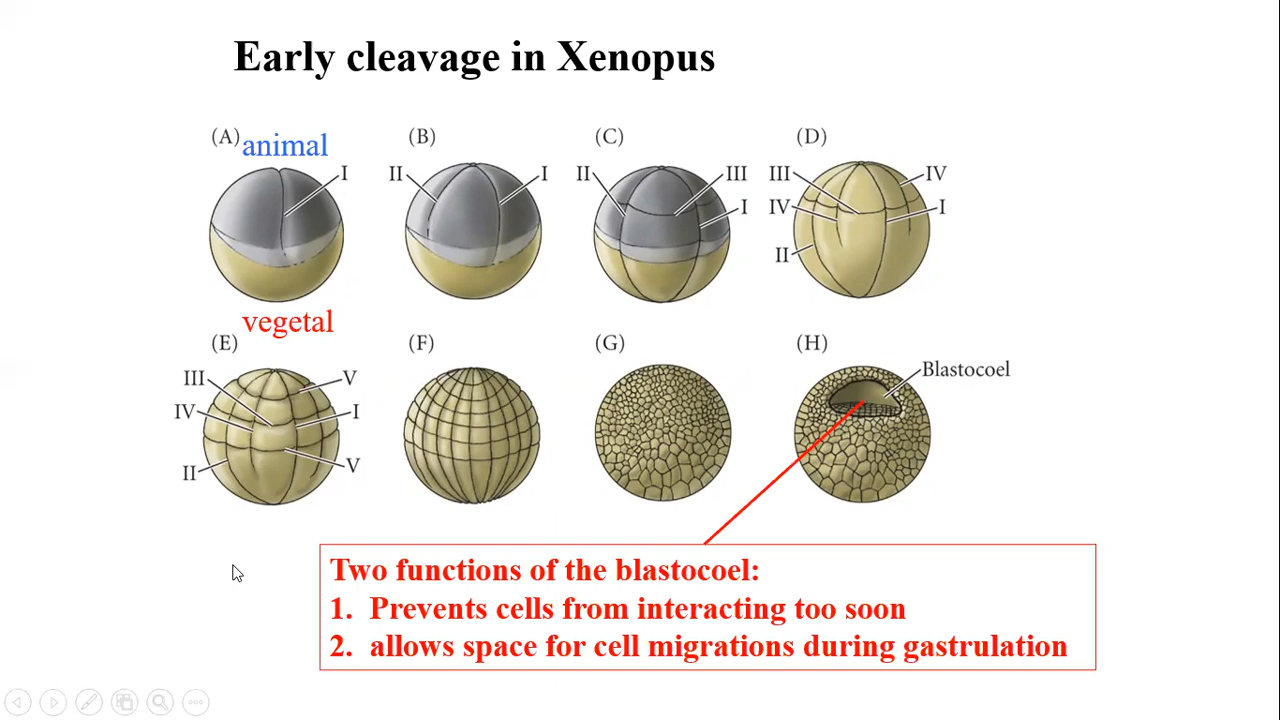 Early cleavage in Xenopus
(A) animal
I
vegetal
(B)
II
I
(C)
II
III
I
(D)
III
IV
IV
I
II
(E)
III
V
IV
I
II
V
(F)
(G)
(H)
Blastocoel
Two functions of the blastocoel:
1. Prevents cells from interacting too soon
2. allows space for cell migrations during gastrulation